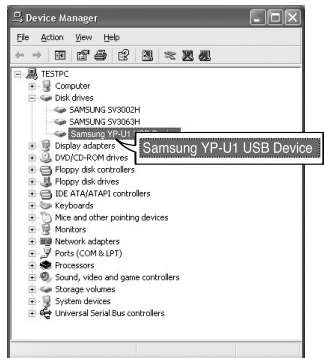 Device Manager
File Action View Help
TESTPC
Computer
Disk drives
SAMSUNG SV3002H
SAMSUNG SV3063H
Samsung YP-U1 USB Device
Samsung YP-U1 USB Device
Display adapters
DVD/CD-ROM drives
Floppy disk controllers
Floppy disk drives
IDE ATA/ATAPI controllers
Keyboards
Mice and other pointing devices
Monitors
Network adapters
Ports (COM & LPT)
Processors
Sound, video and game controllers
Storage volumes
System devices
Universal Serial Bus controllers